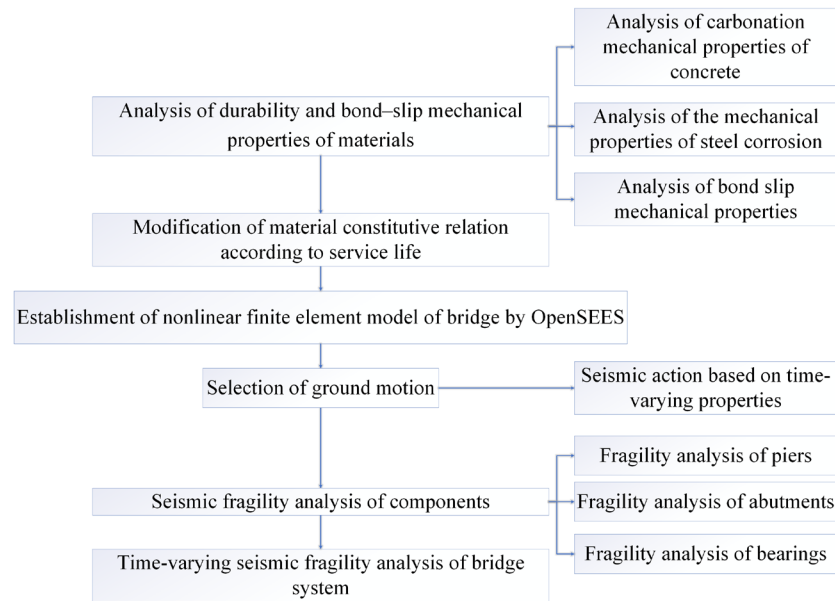 Analysis of durability and bond–slip mechanical
properties of materials
Analysis of carbonation
mechanical properties of
concrete
Analysis of the mechanical
properties of steel corrosion
Analysis of bond slip
mechanical properties
Modification of material constitutive relation
according to service life
Establishment of nonlinear finite element model of bridge by OpenSEES
Selection of ground motion
Seismic action based on time-
varying properties
Seismic fragility analysis of components
Fragility analysis of piers
Fragility analysis of abutments
Fragility analysis of bearings
Time-varying seismic fragility analysis of bridge
system